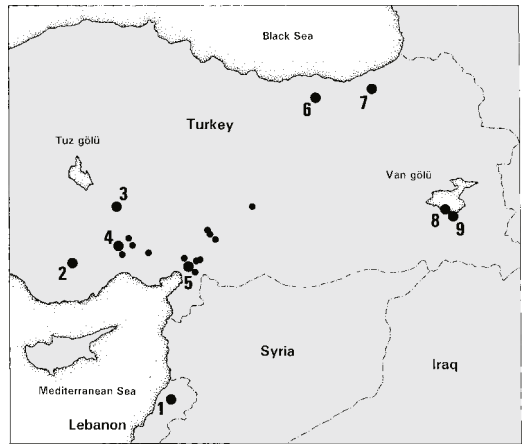 Black Sea
6
7
Turkey
Tuz gölü
Van gölü
3
8
9
4
2
5
Syria
Iraq
Mediterranean Sea
1
Lebanon